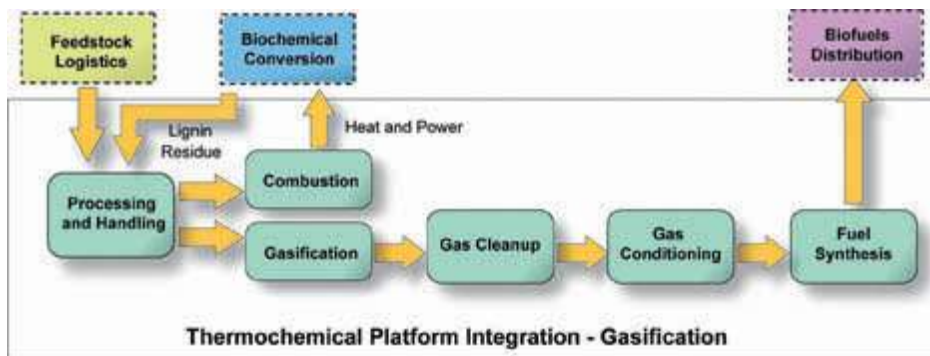 Feedstock
Logistics
Biochemical
Conversion
Biofuels
Distribution
Lignin
Residue
Heat and Power
Processing
and Handling
Combustion
Gasification
Gas Cleanup
Gas
Conditioning
Fuel
Synthesis
Thermochemical Platform Integration - Gasification